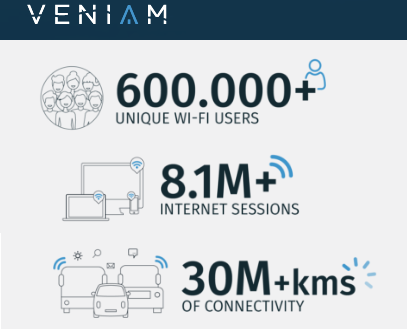 VENIAM
600.000+
UNIQUE WI-FI USERS
8.1M+
INTERNET SESSIONS
30M+kms
OF CONNECTIVITY